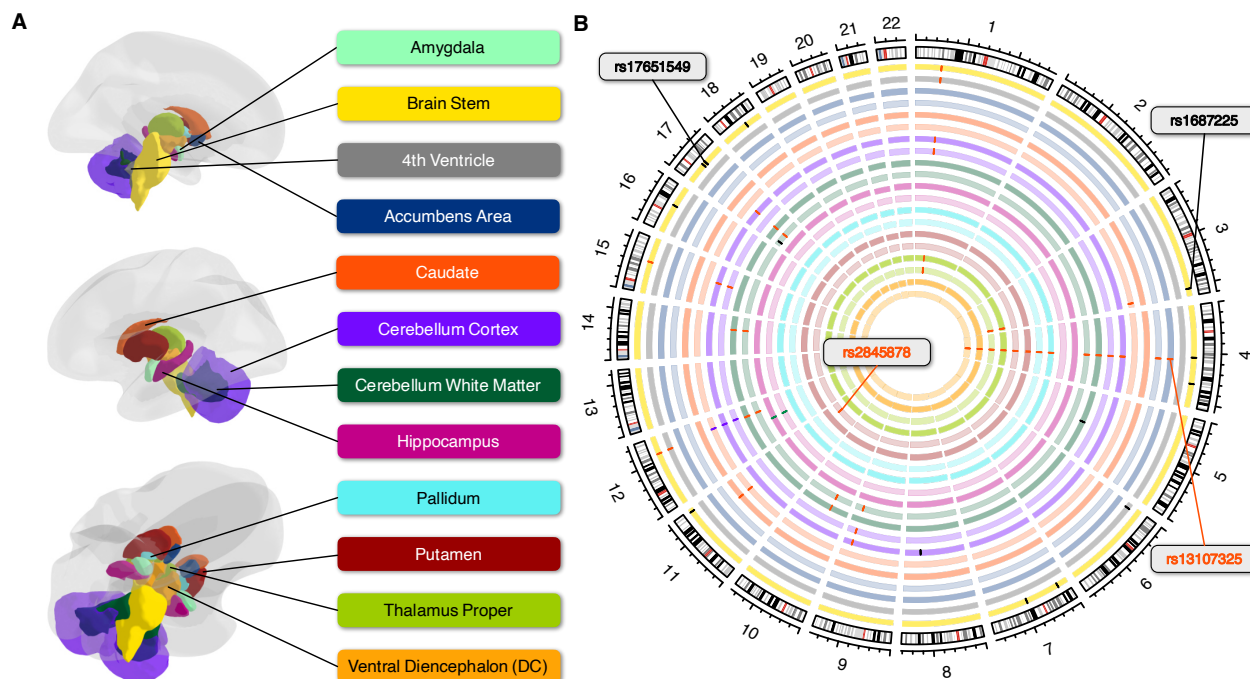 A
Amygdala
Brain Stem
4th Ventricle
Accumbens Area
Caudate
Cerebellum Cortex
Cerebellum White Matter
Hippocampus
Pallidum
Putamen
Thalamus Proper
Ventral Diencephalon (DC)
B
rs17651549
rs1687225
rs2845878
rs13107325
1
2
3
4
5
6
7
8
9
10
11
12
13
14
15
16
17
18
19
20
21
22